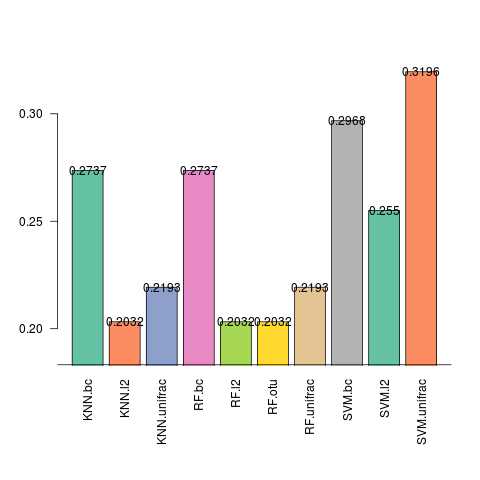 0.3196
0.30
0.2968
0.2737
0.2737
0.255
0.25
0.2193
0.2193
0.2032
0.2032
0.2032
0.20
KNN.bc
KNN.l2
KNN.unifrac
RF.bc
RF.l2
RF.otu
RF.unifrac
SVM.bc
SVM.l2
SVM.unifrac